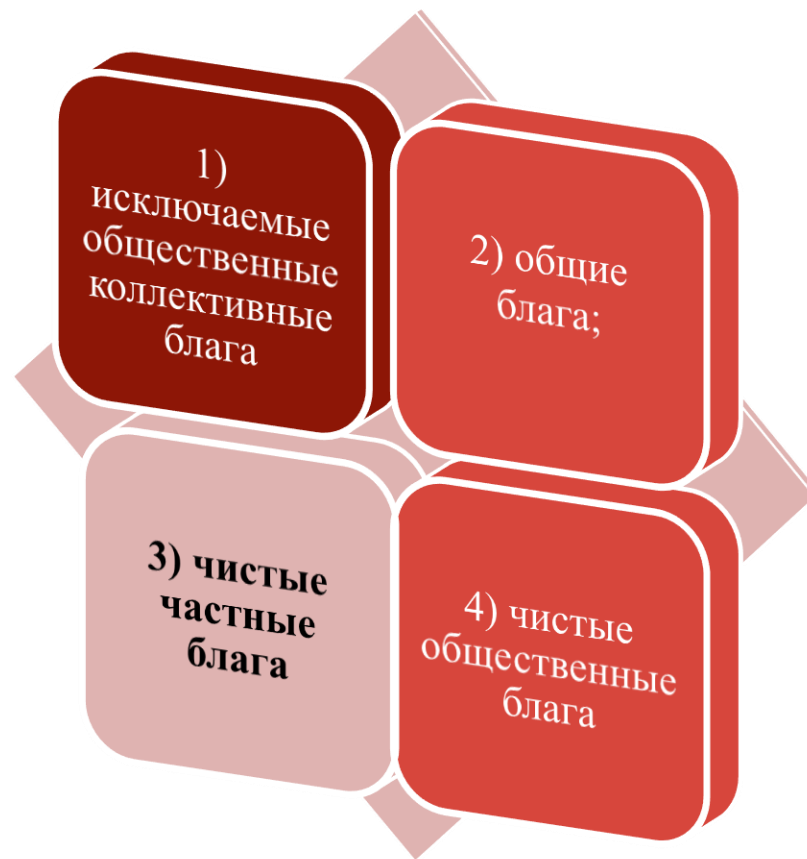 1)
исключаемые
общественные
коллективные
блага
2) общие
блага;
3) чистые
частные
блага
4) чистые
общественные
блага